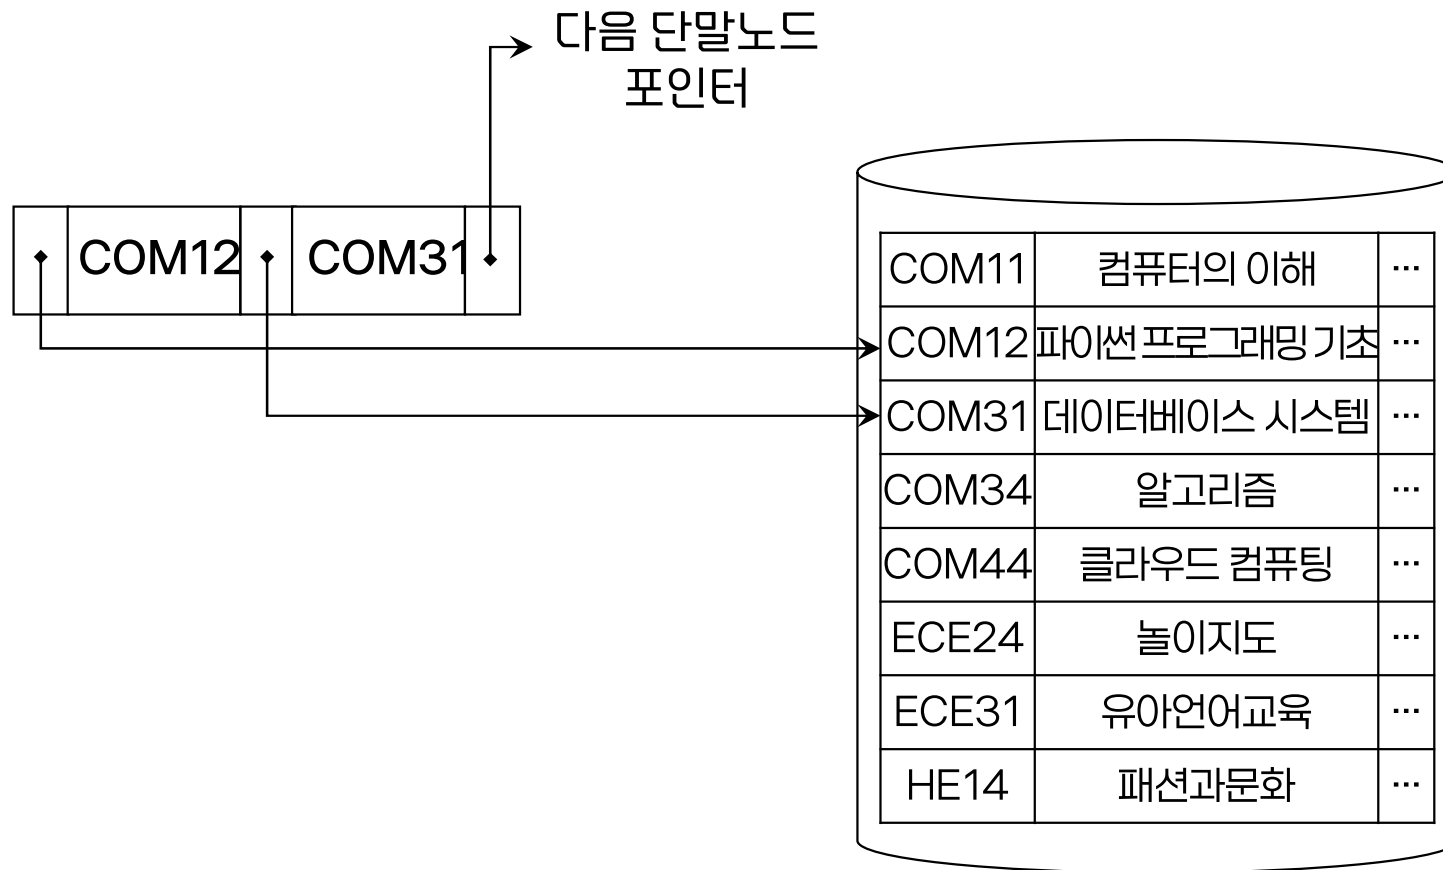 다음 단말노드
포인터
COM12 COM31
COM11 컴퓨터의 이해 ···
COM12 파이썬 프로그래밍 기초 ···
COM31 데이터베이스 시스템 ···
COM34 알고리즘 ···
COM44 클라우드 컴퓨팅 ···
ECE24 놀이지도 ···
ECE31 유아언어교육 ···
HE14 패션과문화 ···